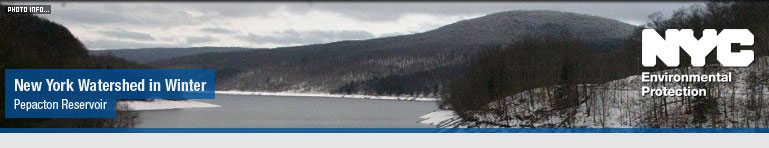 PHOTO INFO...
NYC
Environmental
Protection
New York Watershed in Winter
Pepacton Reservoir